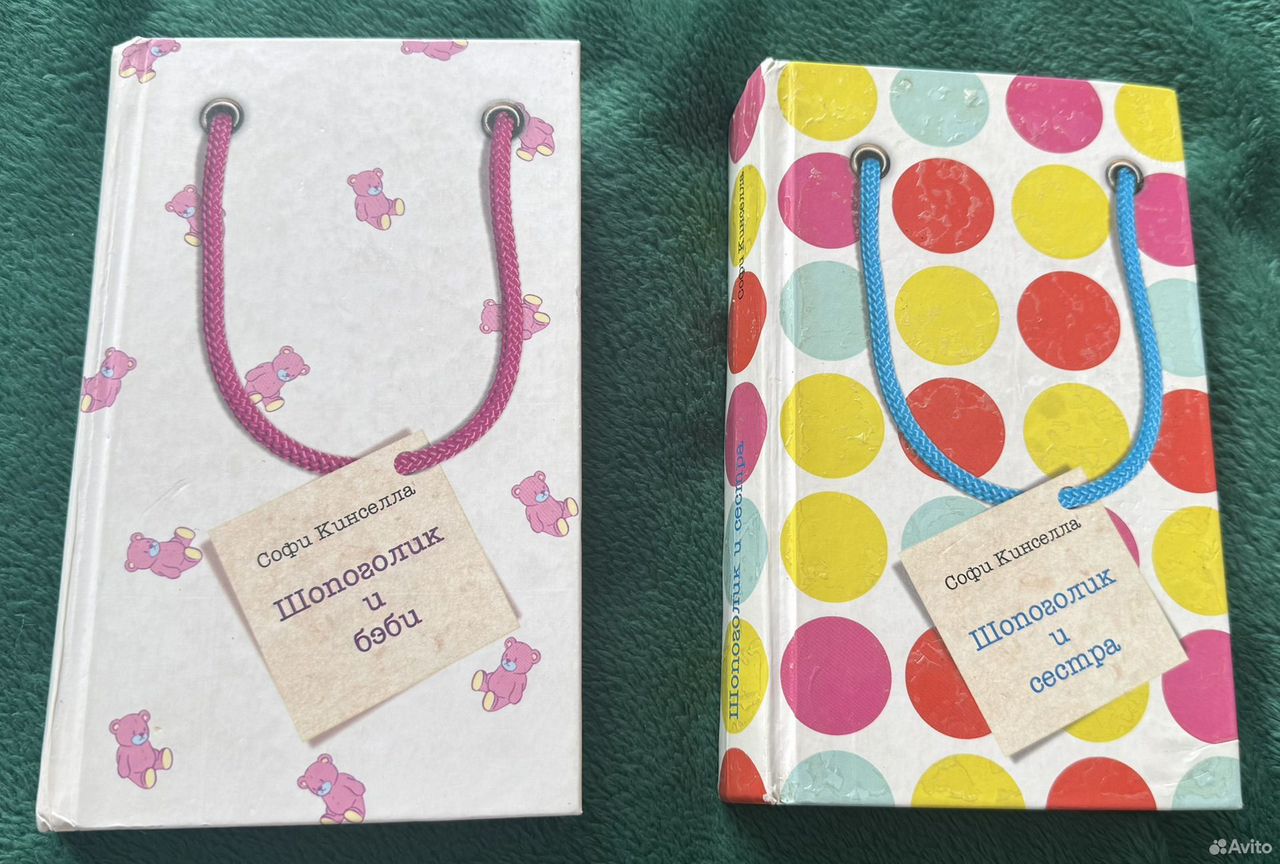 Софи Кинселла
Шопоголик
и
бэби
Софи Кинселла
Шопоголик и сестра
Софи Кинселла
Шопоголик
и
сестра
Avito